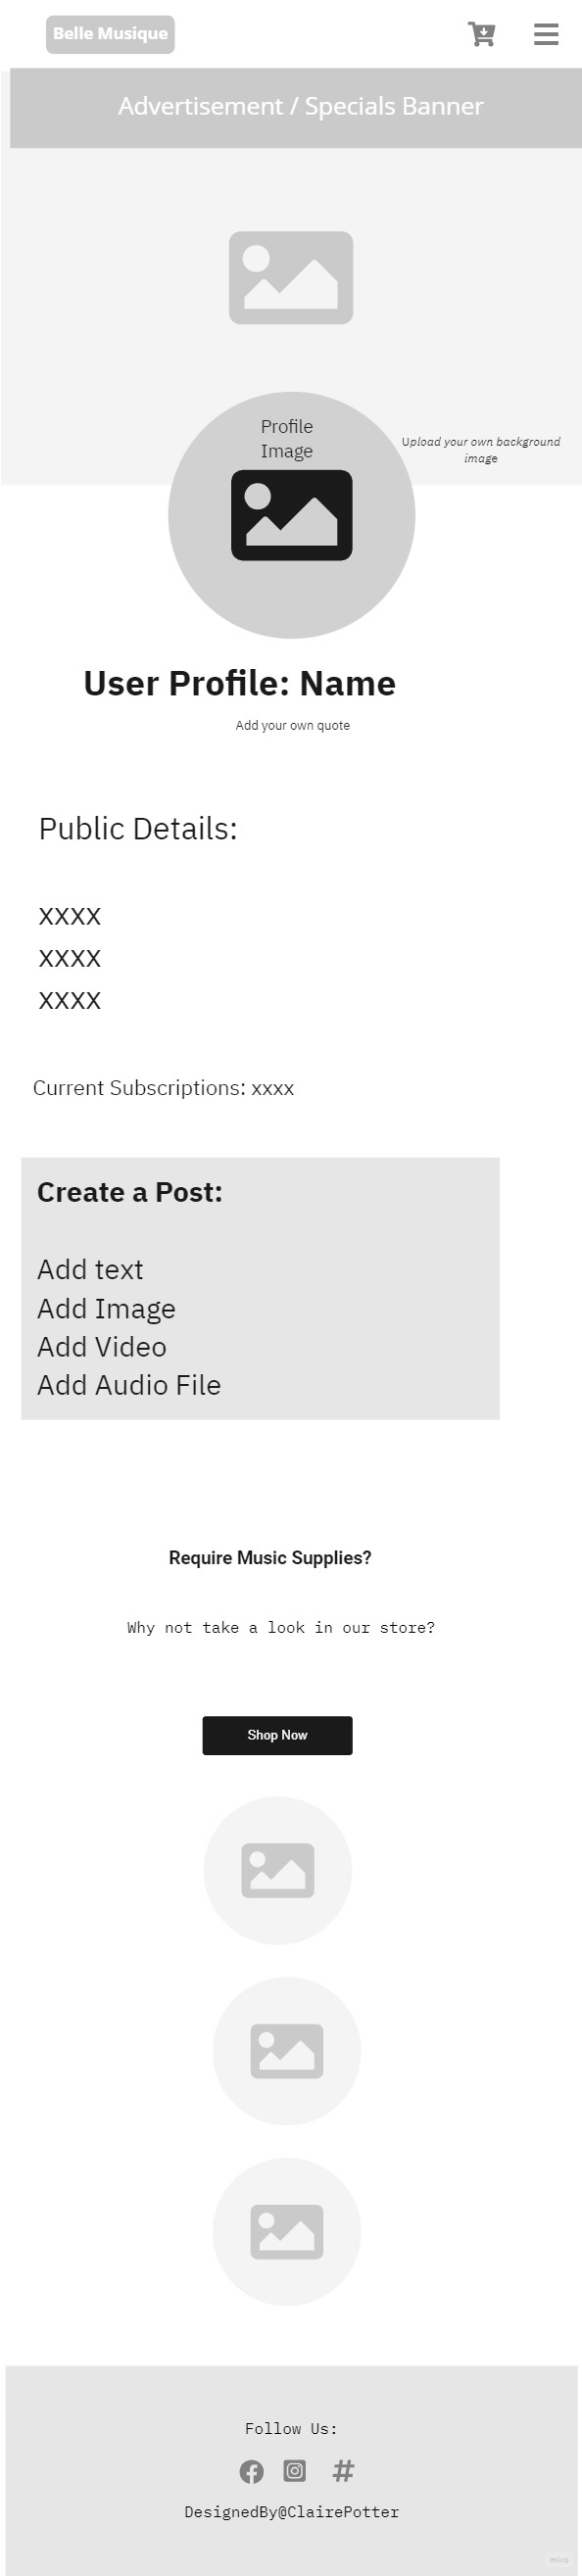 Belle Musique
Advertisement / Specials Banner
Profile
Image
Upload your own background
image
User Profile: Name
Add your own quote
Public Details:
XXXX
XXXX
XXXX
Current Subscriptions: xxxx
Create a Post:
Add text
Add Image
Add Video
Add Audio File
Require Music Supplies?
Why not take a look in our store?
Shop Now
Follow Us:
#
DesignedBy@ClairePotter
miro